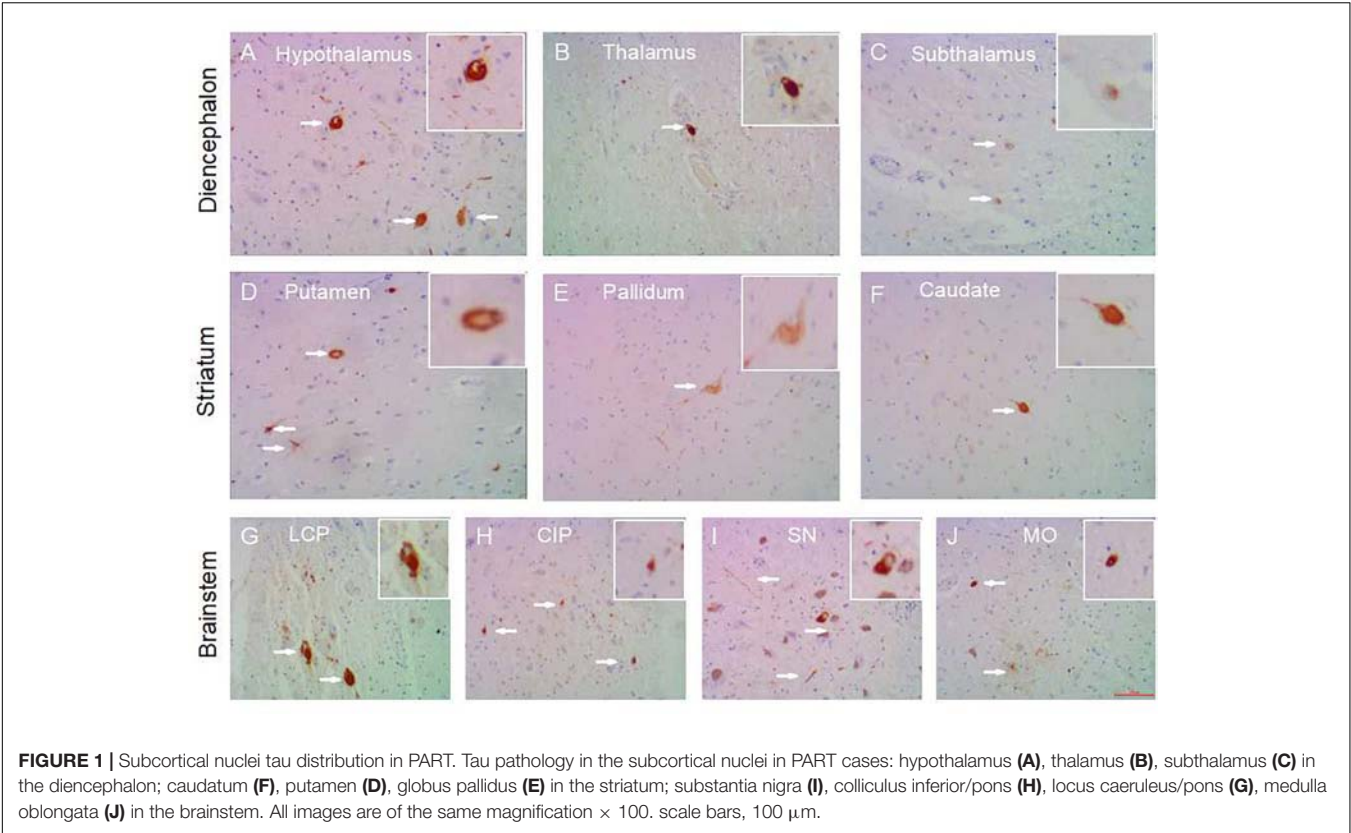 Diencephalon
A Hypothalamus
B Thalamus
C Subthalamus
Striatum
D Putamen
E Pallidum
F Caudate
Brainstem
G LCP
H CIP
I SN
J MO
FIGURE 1 | Subcortical nuclei tau distribution in PART. Tau pathology in the subcortical nuclei in PART cases: hypothalamus (A), thalamus (B), subthalamus (C) in
the diencephalon; caudatum (F), putamen (D), globus pallidus (E) in the striatum; substantia nigra (I), colliculus inferior/pons (H), locus caeruleus/pons (G), medulla
oblongata (J) in the brainstem. All images are of the same magnification × 100. scale bars, 100 μm.